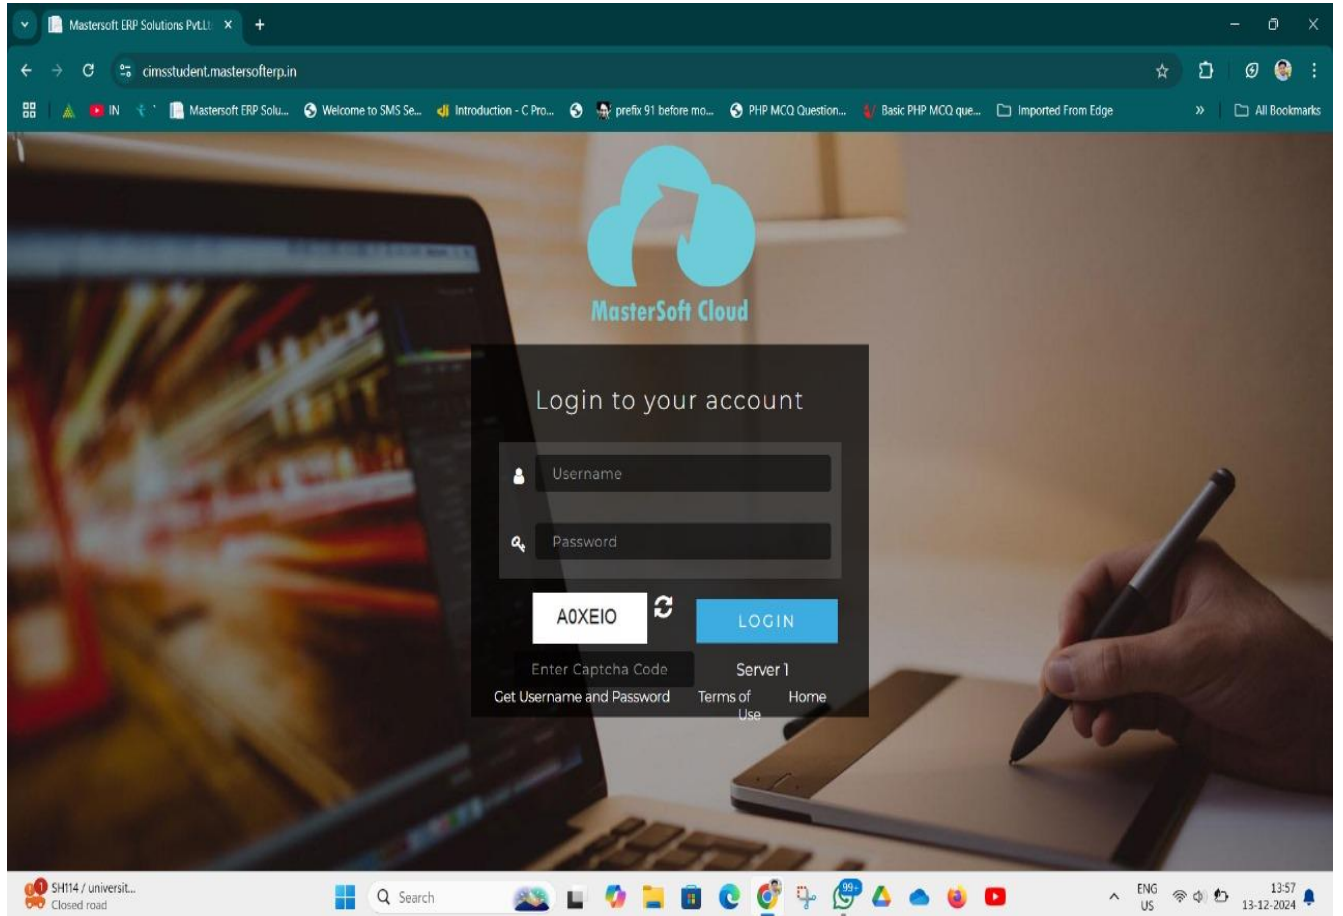 Mastersoft ERP Solutions Pvt.Lt
cimsstudent.mastersofterp.in
IN
Mastersoft ERP Solu...
Welcome to SMS Se...
Introduction - C Pro...
prefix 91 before mo...
PHP MCQ Question...
Basic PHP MCQ que...
Imported From Edge
All Bookmarks
MasterSoft Cloud
Login to your account
Username
Password
A0XEIO
LOGIN
Enter Captcha Code
Server 1
Get Username and Password
Terms of
Use
Home
1
SH114 / universit...
Closed road
Search
99+
ENG
US
13:57
13-12-2024